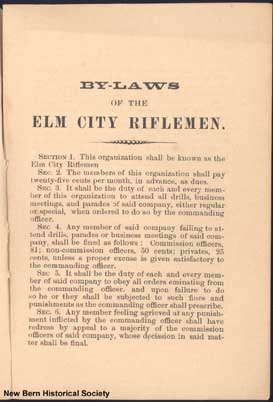 BY-LAWS
OF THE
ELM CITY RIFLEMEN.
SECTION 1. This organization shall be known as the
Elm City Riflemen
SEC. 2. The members of this organization shall pay
twenty-five cents per month, in advance, as dues.
SEC. 3. It shall be the duty of each and every mem-
ber of this organization to attend all drills, business
meetings, and parades of said company, either regular
or special, when ordered to do so by the commanding
officer.
SEC. 4. Any member of said company failing to at-
tend drills, parades or business meetings of said com-
pany, shall be fined as follows: Commission officers,
$1; non-commission officers, 50 cents; privates, 25
cents, unless a proper excuse is given satisfactory to
the commanding officer.
SEC. 5. It shall be the duty of each and every mem-
ber of said company to obey all orders eminating from
the commanding officer, and upon failure to do
so he or they shall be subjected to such fines and
punishments as the commanding officer shall prescribe.
SEC. 6. Any member feeling agrieved at any punish-
ment inflicted by the commanding officer shall have
redress by appeal to a majority of the commission
officers of said company, whose decission in said mat-
ter shall be final.
New Bern Historical Society